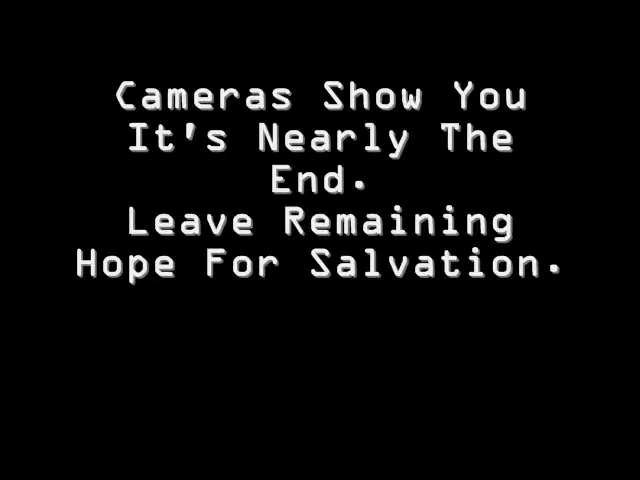 Cameras Show You
It's Nearly The
End.
Leave Remaining
Hope For Salvation.